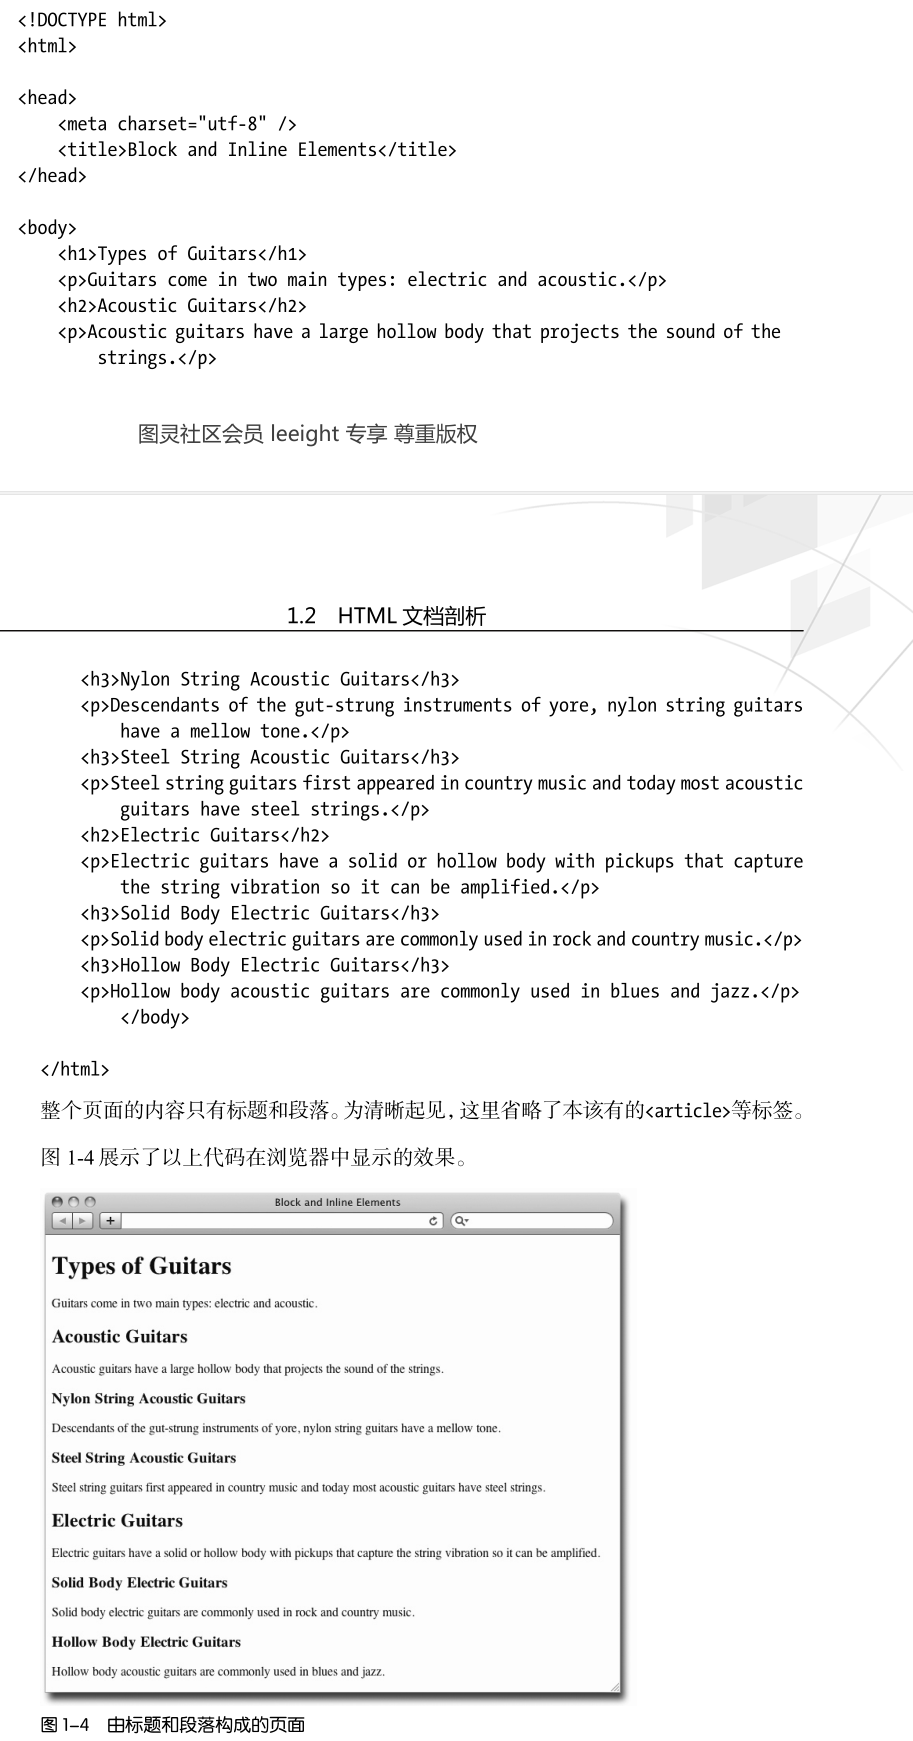 <!DOCTYPE html>
<html>
<head>
<meta charset="utf-8" />
<title>Block and Inline Elements</title>
</head>
<body>
<h1>Types of Guitars</h1>
<p>Guitars come in two main types: electric and acoustic.</p>
<h2>Acoustic Guitars</h2>
<p>Acoustic guitars have a large hollow body that projects the sound of the
strings.</p>
图灵社区会员 leeight 专享 尊重版权
1.2 HTML 文档剖析
<h3>Nylon String Acoustic Guitars</h3>
<p>Descendants of the gut-strung instruments of yore, nylon string guitars
have a mellow tone.</p>
<h3>Steel String Acoustic Guitars</h3>
<p>Steel string guitars first appeared in country music and today most acoustic
guitars have steel strings.</p>
<h2>Electric Guitars</h2>
<p>Electric guitars have a solid or hollow body with pickups that capture
the string vibration so it can be amplified.</p>
<h3>Solid Body Electric Guitars</h3>
<p>Solid body electric guitars are commonly used in rock and country music.</p>
<h3>Hollow Body Electric Guitars</h3>
<p>Hollow body acoustic guitars are commonly used in blues and jazz.</p>
</body>
</html>
整个页面的内容只有标题和段落。为清晰起见，这里省略了本该有的<article>等标签。
图 1-4 展示了以上代码在浏览器中显示的效果。
Block and Inline Elements
Types of Guitars
Guitars come in two main types: electric and acoustic.
Acoustic Guitars
Acoustic guitars have a large hollow body that projects the sound of the strings.
Nylon String Acoustic Guitars
Descendants of the gut-strung instruments of yore, nylon string guitars have a mellow tone.
Steel String Acoustic Guitars
Steel string guitars first appeared in country music and today most acoustic guitars have steel strings.
Electric Guitars
Electric guitars have a solid or hollow body with pickups that capture the string vibration so it can be amplified.
Solid Body Electric Guitars
Solid body electric guitars are commonly used in rock and country music.
Hollow Body Electric Guitars
Hollow body acoustic guitars are commonly used in blues and jazz.
图 1–4 由标题和段落构成的页面